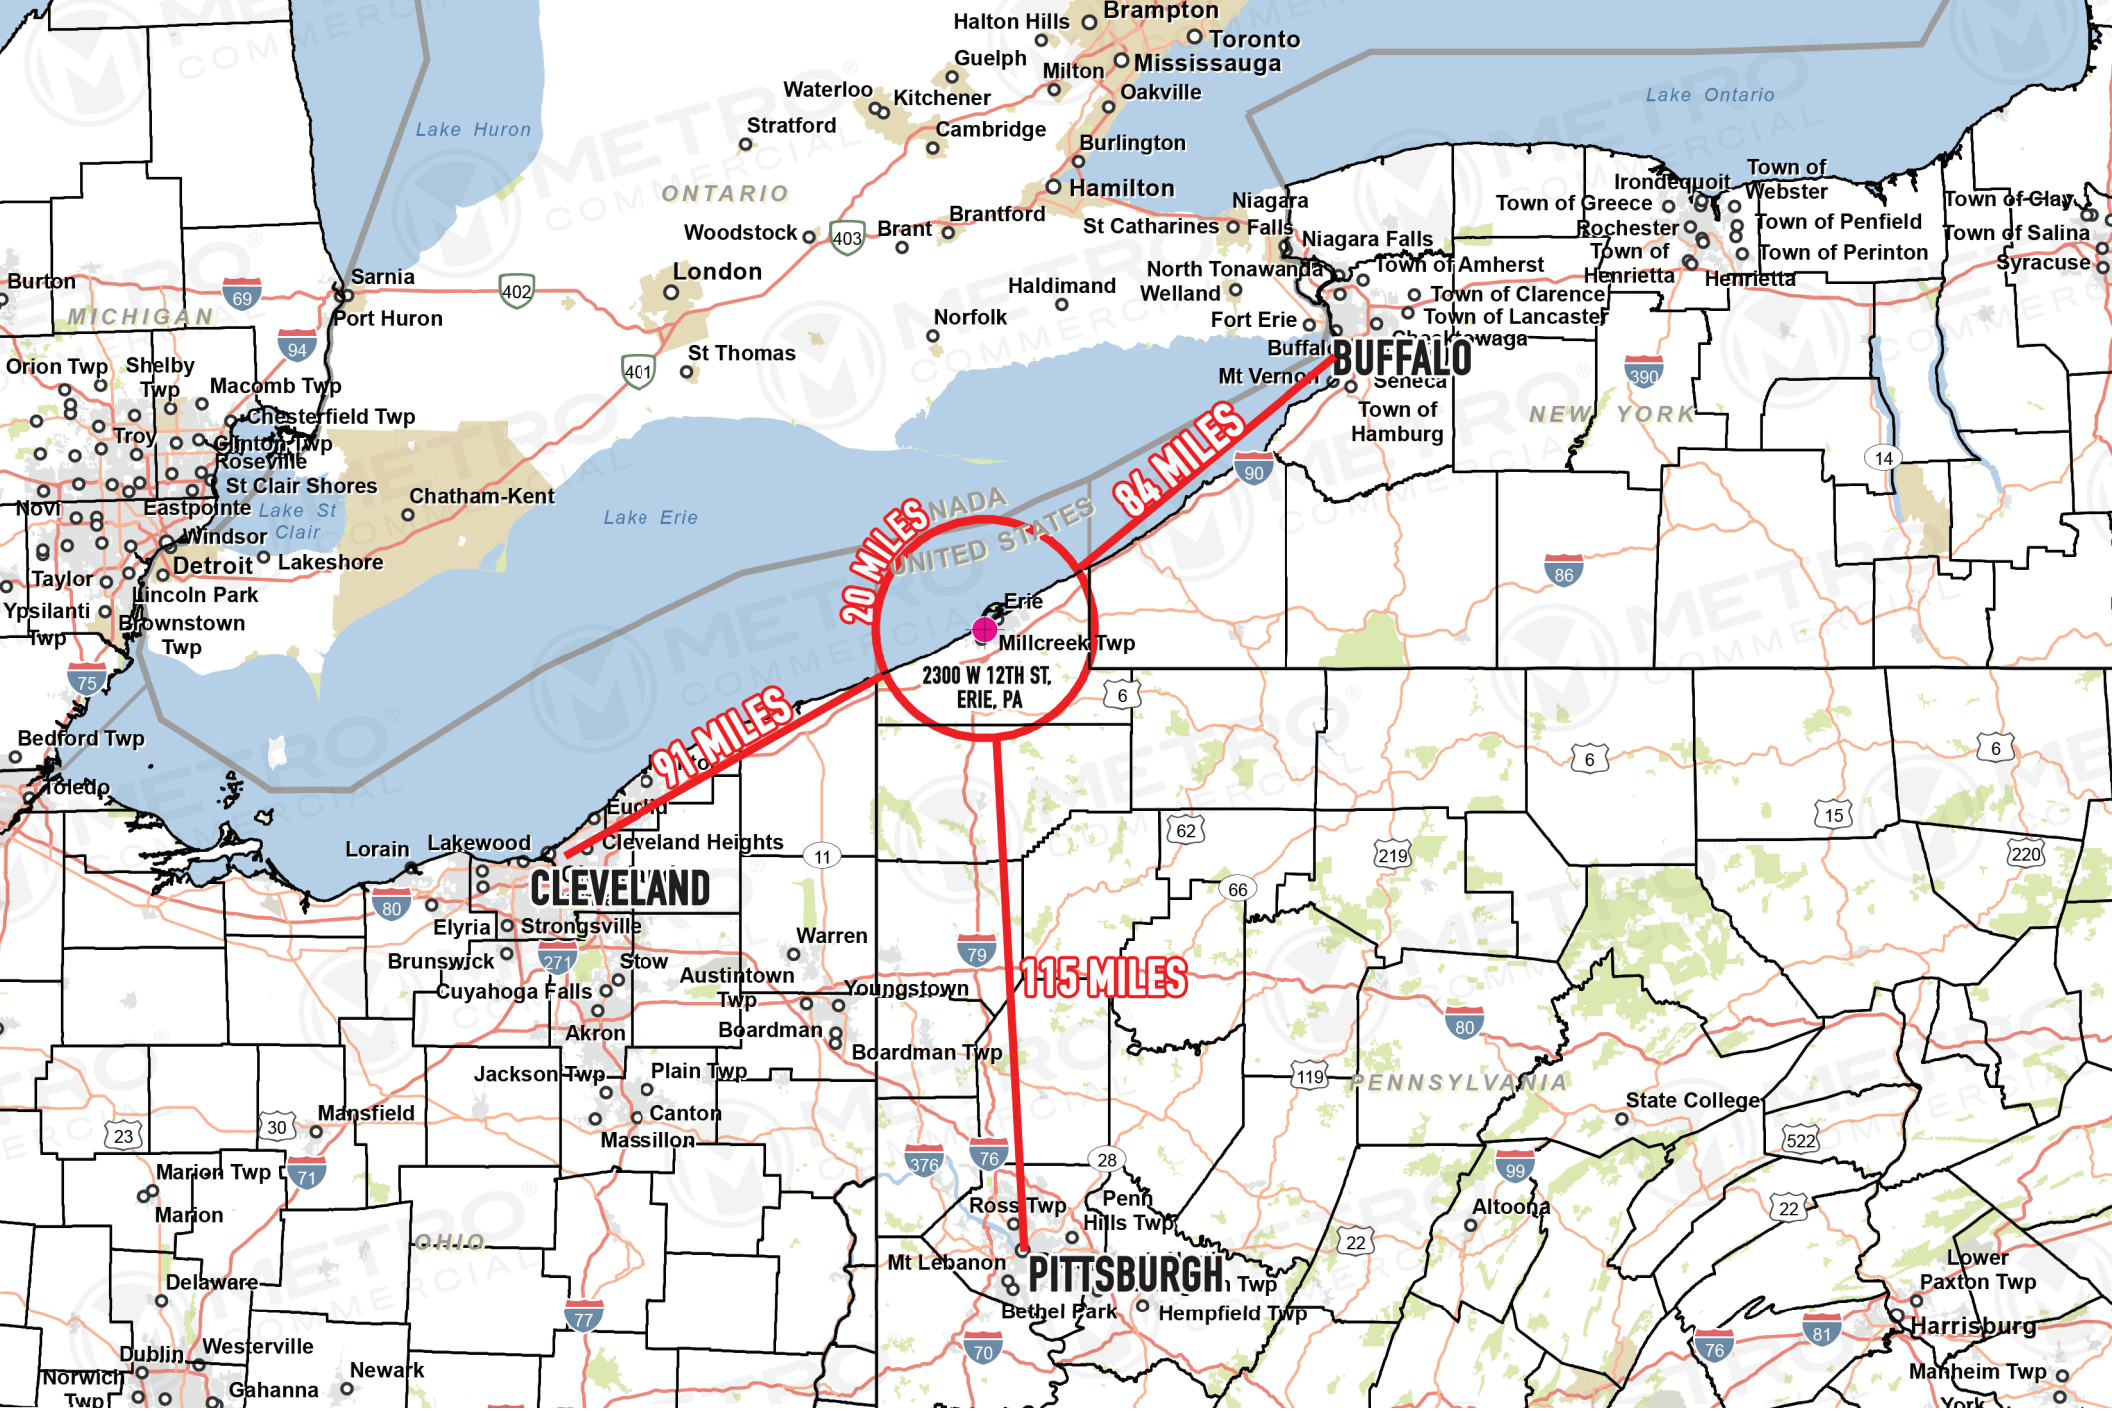 Brampton
Halton Hills
Toronto
Guelph
Milton
Mississauga
Waterloo
Kitchener
Oakville
Lake Ontario
Lake Huron
Stratford
Cambridge
Burlington
ONTARIO
Hamilton
Irondequoit
Town of
Webster
Niagara
Falls
Town of Greece
Town of Clay
Woodstock
403
Brant
Brantford
St Catharines
Rochester
Town of Penfield
Town of Salina
Niagara Falls
Town of
Henrietta
Town of Perinton
Syracuse
Burton
69
Sarnia
402
London
Haldimand
North Tonawanda
Welland
Town of Amherst
Henrietta
MICHIGAN
Port Huron
Norfolk
Fort Erie
Town of Clarence
Town of Lancaster
94
St Thomas
401
Buffalo
BUFFALO
Orion Twp
Shelby
Twp
Macomb Twp
Mt Vernon
Seneca
390
Chesterfield Twp
Town of
Hamburg
NEW YORK
Troy
Clinton Twp
Roseville
84 MILES
90
14
St Clair Shores
Chatham-Kent
Novi
Eastpointe
Lake St
Clair
Lake Erie
CANADA
UNITED STATES
20 MILES
Windsor
Detroit
Lakeshore
86
Taylor
Lincoln Park
Ypsilanti
Twp
Brownstown
Twp
Erie
Millcreek Twp
2300 W 12TH ST,
ERIE, PA
75
6
91 MILES
Bedford Twp
6
6
Toledo
Euclid
15
62
Lorain
Lakewood
Cleveland Heights
11
219
220
CLEVELAND
66
80
Elyria
Strongsville
Warren
79
Brunswick
271
Stow
Austintown
Twp
115 MILES
Cuyahoga Falls
Youngstown
Akron
Boardman
80
Boardman Twp
Jackson Twp
Plain Twp
119
PENNSYLVANIA
Mansfield
Canton
State College
23
30
Massillon
522
71
376
76
28
99
Marion Twp
Marion
Ross Twp
Penn
Hills Twp
Altoona
22
OHIO
22
Mt Lebanon
PITTSBURGH
Lower
Paxton Twp
Delaware
Bethel Park
Hempfield Twp
77
81
Harrisburg
Dublin
Westerville
70
76
Norwich
Twp
Newark
Gahanna
Manheim Twp
York
METRO
COMMERCIAL